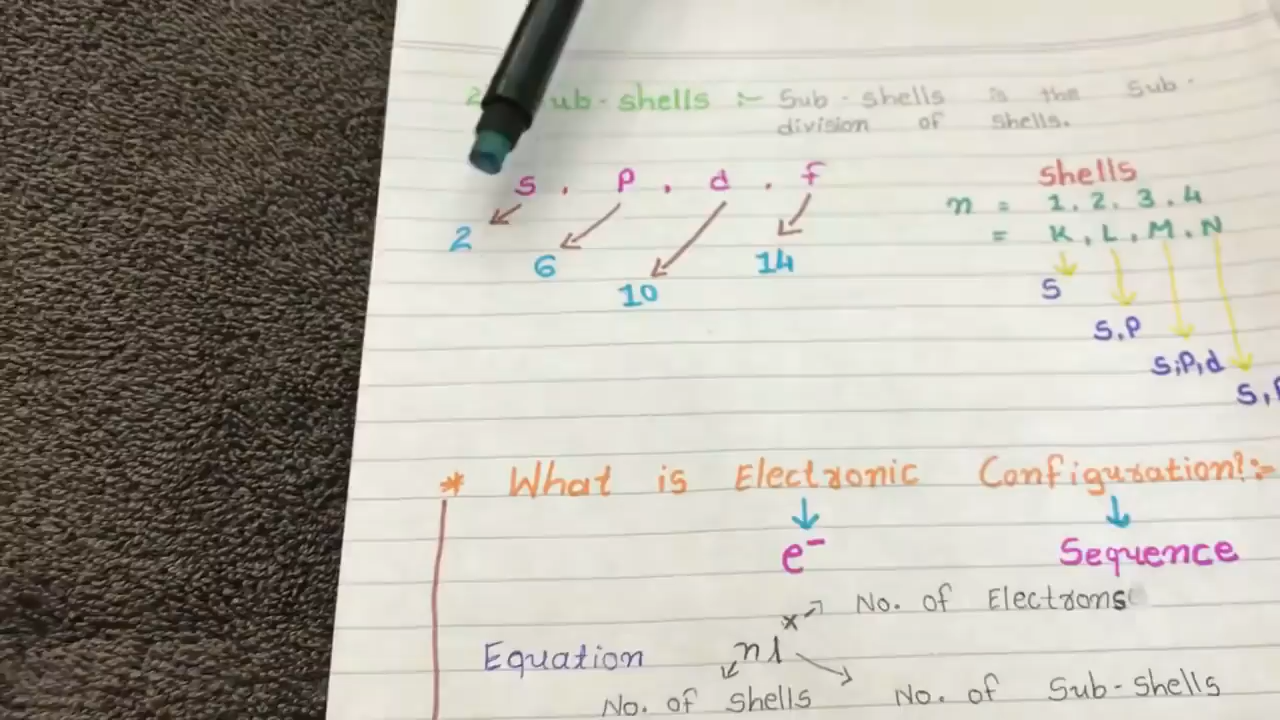 2 ub-shells :- Sub-shells is the Sub-
division of Shells.
s . p . d . f
2 6 10 14
Shells
n = 1. 2. 3. 4
= K, L, M. N
S
S.P
S,P,d
S,
* What is Electronic Configuration?:-
e⁻ Sequence
x No. of Electrons
Equation nl
No. of Shells No. of Sub-Shells